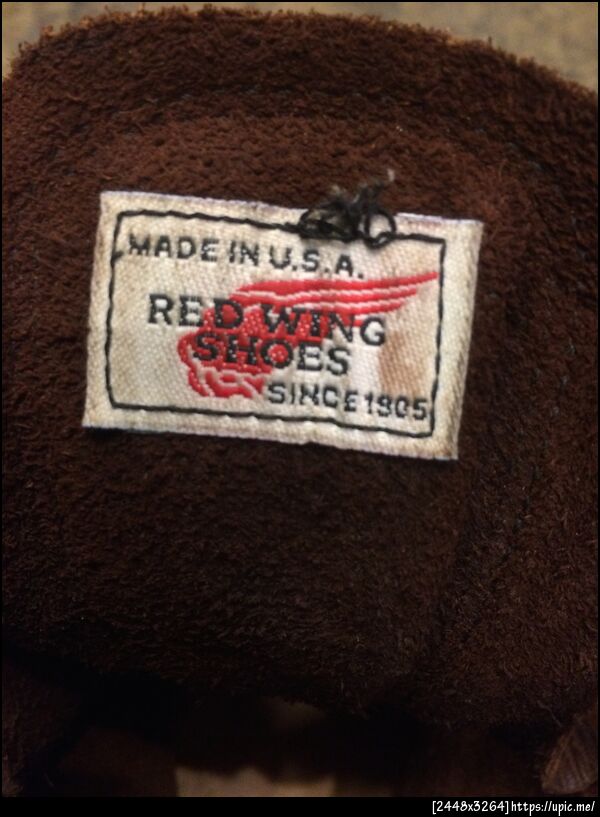 MADE IN U.S.A.
RED WING
SHOES
SINCE 1905
[2448x3264]https://upic.me/